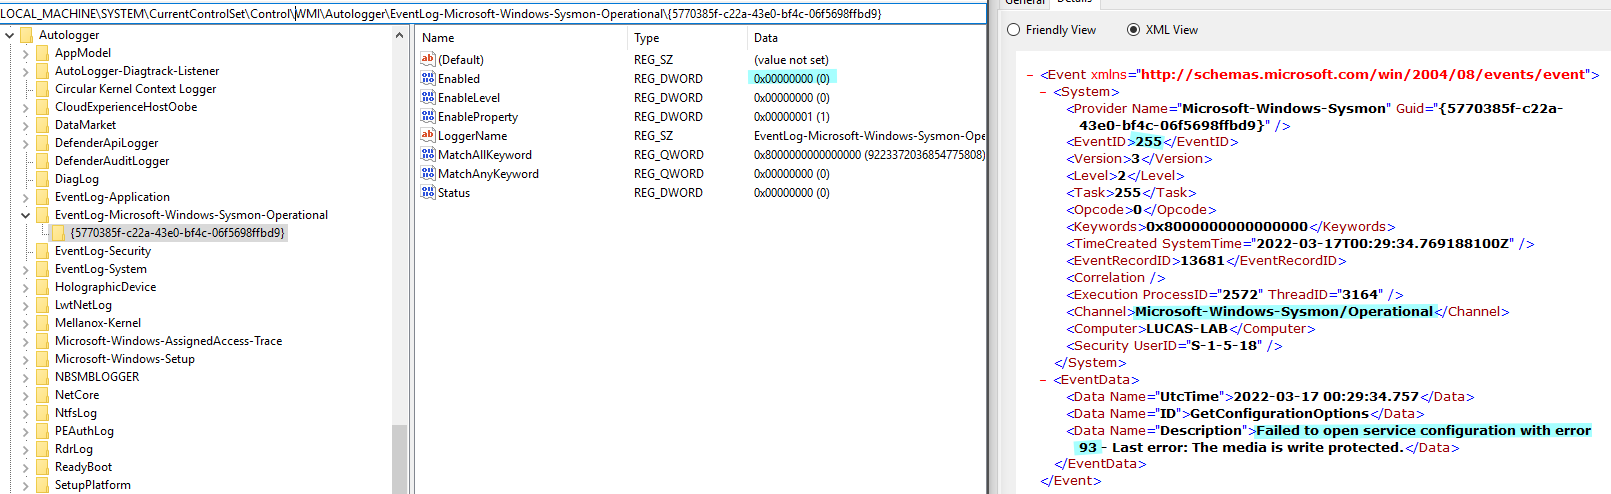 LOCAL_MACHINE\SYSTEM\CurrentControlSet\Control\WMI\Autologger\EventLog-Microsoft-Windows-Sysmon-Operational\{5770385f-c22a-43e0-bf4c-06f5698ffbd9}
Autologger
AppModel
AutoLogger-Diagtrack-Listener
Circular Kernel Context Logger
CloudExperienceHostOobe
DataMarket
DefenderApiLogger
DefenderAuditLogger
DiagLog
EventLog-Application
EventLog-Microsoft-Windows-Sysmon-Operational
{5770385f-c22a-43e0-bf4c-06f5698ffbd9}
EventLog-Security
EventLog-System
HolographicDevice
LwtNetLog
Mellanox-Kernel
Microsoft-Windows-AssignedAccess-Trace
Microsoft-Windows-Setup
NBSMBLOGGER
NetCore
NtfsLog
PEAuthLog
RdrLog
ReadyBoot
SetupPlatform
Name Type Data
(Default) REG_SZ (value not set)
Enabled REG_DWORD 0x00000000 (0)
EnableLevel REG_DWORD 0x00000000 (0)
EnableProperty REG_DWORD 0x00000001 (1)
LoggerName REG_SZ EventLog-Microsoft-Windows-Sysmon-Ope
MatchAllKeyword REG_QWORD 0x8000000000000000 (9223372036854775808)
MatchAnyKeyword REG_QWORD 0x00000000 (0)
Status REG_DWORD 0x00000000 (0)
General Details
Friendly View XML View
- <Event xmlns="http://schemas.microsoft.com/win/2004/08/events/event">
- <System>
<Provider Name="Microsoft-Windows-Sysmon" Guid="{5770385f-c22a-
43e0-bf4c-06f5698ffbd9}" />
<EventID>255</EventID>
<Version>3</Version>
<Level>2</Level>
<Task>255</Task>
<Opcode>0</Opcode>
<Keywords>0x8000000000000000</Keywords>
<TimeCreated SystemTime="2022-03-17T00:29:34.769188100Z" />
<EventRecordID>13681</EventRecordID>
<Correlation />
<Execution ProcessID="2572" ThreadID="3164" />
<Channel>Microsoft-Windows-Sysmon/Operational</Channel>
<Computer>LUCAS-LAB</Computer>
<Security UserID="S-1-5-18" />
</System>
- <EventData>
<Data Name="UtcTime">2022-03-17 00:29:34.757</Data>
<Data Name="ID">GetConfigurationOptions</Data>
<Data Name="Description">Failed to open service configuration with error
93 - Last error: The media is write protected.</Data>
</EventData>
</Event>